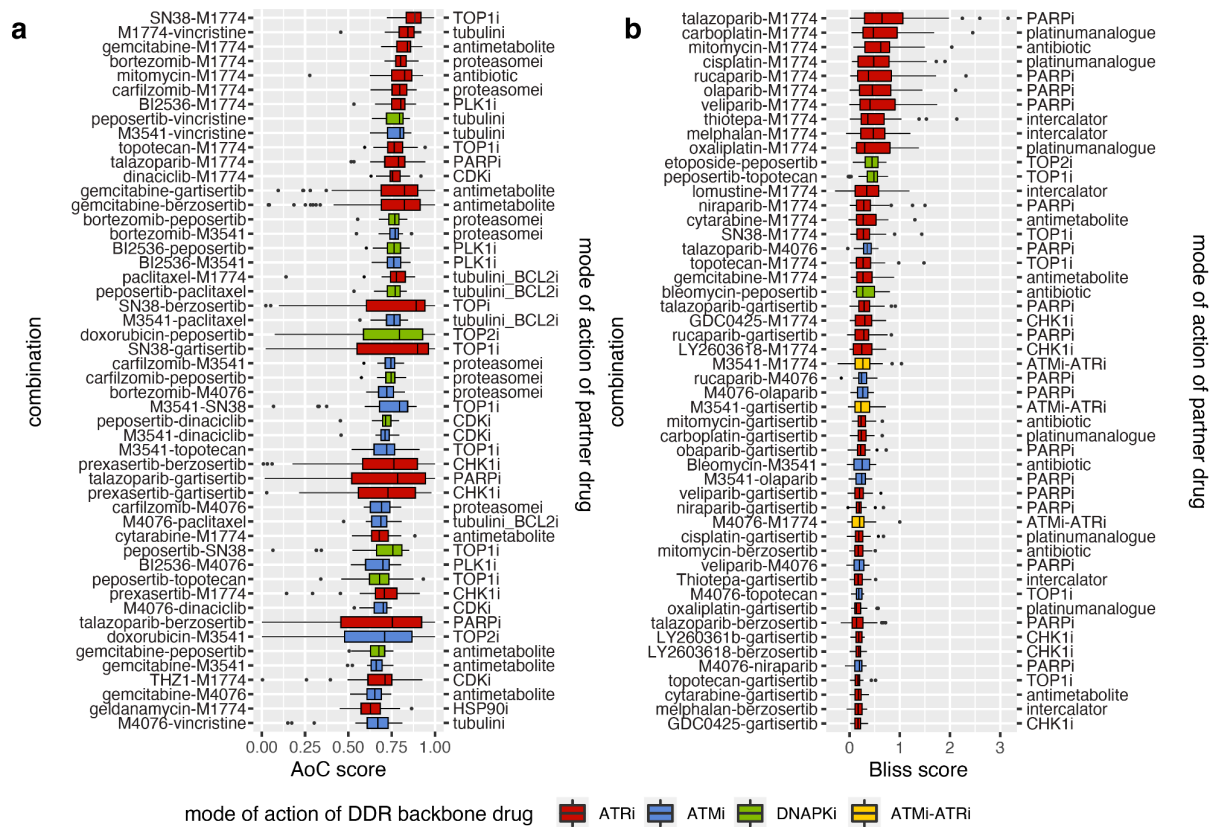 a
SN38-M1774 TOP1i
M1774-vincristine tubulini
gemcitabine-M1774 antimetabolite
bortezomib-M1774 proteasomei
mitomycin-M1774 antibiotic
carfilzomib-M1774 proteasomei
BI2536-M1774 PLK1i
peposertib-vincristine tubulini
M3541-vincristine tubulini
topotecan-M1774 TOP1i
talazoparib-M1774 PARPi
dinaciclib-M1774 CDKi
gemcitabine-gartisertib antimetabolite
gemcitabine-berzosertib antimetabolite
bortezomib-peposertib proteasomei
bortezomib-M3541 proteasomei
BI2536-peposertib PLK1i
BI2536-M3541 PLK1i
paclitaxel-M1774 tubulini_BCL2i
peposertib-paclitaxel tubulini_BCL2i
SN38-berzosertib TOPi
M3541-paclitaxel tubulini_BCL2i
doxorubicin-peposertib TOP2i
SN38-gartisertib TOP1i
carfilzomib-M3541 proteasomei
carfilzomib-peposertib proteasomei
bortezomib-M4076 proteasomei
M3541-SN38 TOP1i
peposertib-dinaciclib CDKi
M3541-dinaciclib CDKi
M3541-topotecan TOP1i
prexasertib-berzosertib CHK1i
talazoparib-gartisertib PARPi
prexasertib-gartisertib CHK1i
carfilzomib-M4076 proteasomei
M4076-paclitaxel tubulini_BCL2i
cytarabine-M1774 antimetabolite
peposertib-SN38 TOP1i
BI2536-M4076 PLK1i
peposertib-topotecan TOP1i
prexasertib-M1774 CHK1i
M4076-dinaciclib CDKi
talazoparib-berzosertib PARPi
doxorubicin-M3541 TOP2i
gemcitabine-peposertib antimetabolite
gemcitabine-M3541 antimetabolite
THZ1-M1774 CDKi
gemcitabine-M4076 antimetabolite
geldanamycin-M1774 HSP90i
M4076-vincristine tubulini
combination
mode of action of partner drug
0.00 0.25 0.50 0.75 1.00
AoC score
b
talazoparib-M1774 PARPi
carboplatin-M1774 platinumanalogue
mitomycin-M1774 antibiotic
cisplatin-M1774 platinumanalogue
rucaparib-M1774 PARPi
olaparib-M1774 PARPi
veliparib-M1774 PARPi
thiotepa-M1774 intercalator
melphalan-M1774 intercalator
oxaliplatin-M1774 platinumanalogue
etoposide-peposertib TOP2i
peposertib-topotecan TOP1i
lomustine-M1774 intercalator
niraparib-M1774 PARPi
cytarabine-M1774 antimetabolite
SN38-M1774 TOP1i
talazoparib-M4076 PARPi
topotecan-M1774 TOP1i
gemcitabine-M1774 antimetabolite
bleomycin-peposertib antibiotic
talazoparib-gartisertib PARPi
GDC0425-M1774 CHK1i
rucaparib-gartisertib PARPi
LY2603618-M1774 CHK1i
M3541-M1774 ATMi-ATRi
rucaparib-M4076 PARPi
M4076-olaparib PARPi
M3541-gartisertib ATMi-ATRi
mitomycin-gartisertib antibiotic
carboplatin-gartisertib platinumanalogue
obaparib-gartisertib PARPi
Bleomycin-M3541 antibiotic
M3541-olaparib PARPi
veliparib-gartisertib PARPi
niraparib-gartisertib PARPi
M4076-M1774 ATMi-ATRi
cisplatin-gartisertib platinumanalogue
mitomycin-berzosertib antibiotic
veliparib-M4076 PARPi
Thiotepa-gartisertib intercalator
M4076-topotecan TOP1i
oxaliplatin-gartisertib platinumanalogue
talazoparib-berzosertib PARPi
LY260361b-gartisertib CHK1i
LY2603618-berzosertib CHK1i
M4076-niraparib PARPi
topotecan-gartisertib TOP1i
cytarabine-gartisertib antimetabolite
melphalan-berzosertib intercalator
GDC0425-gartisertib CHK1i
combination
mode of action of partner drug
0 1 2 3
Bliss score
mode of action of DDR backbone drug ATRi ATMi DNAPKi ATMi-ATRi